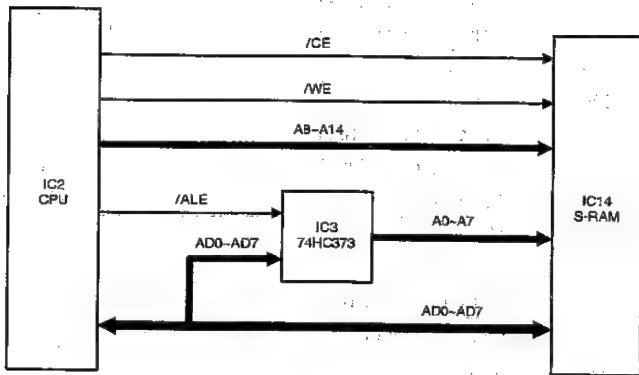 /CE
/WE
A8~A14
IC2
CPU
/ALE
IC3
74HC373
A0~A7
IC14
S-RAM
AD0~AD7
AD0~AD7